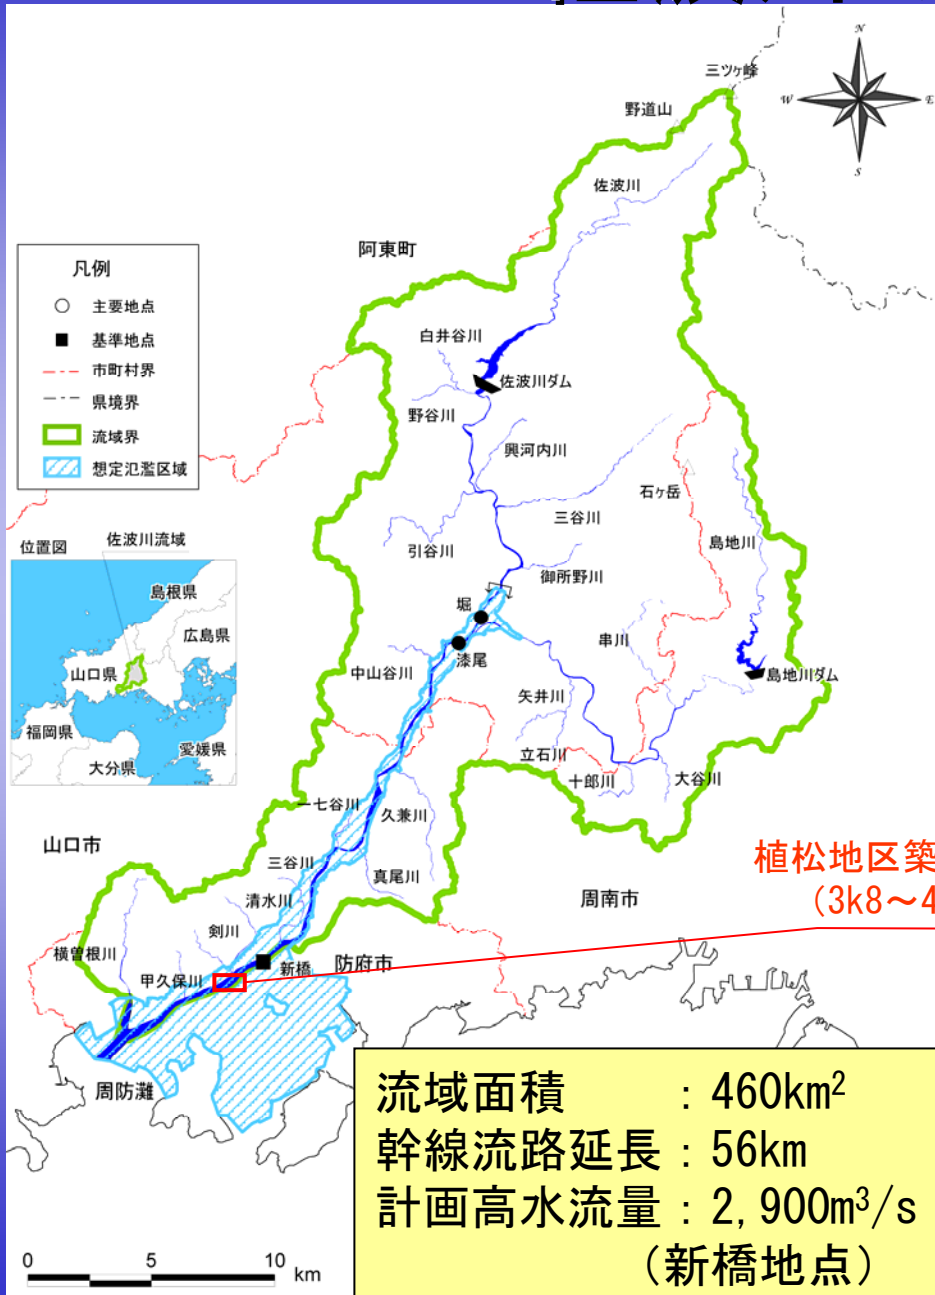 三ツヶ峰
野道山
N
W
E
S
佐波川
阿東町
凡例
主要地点
基準地点
市町村界
県境界
流域界
想定氾濫区域
白井谷川
佐波川ダム
野谷川
興河内川
石ヶ岳
三谷川
島地川
引谷川
御所野川
位置図
佐波川流域
島根県
広島県
山口県
福岡県
愛媛県
大分県
堀
漆尾
串川
中山谷川
島地川ダム
矢井川
立石川
十郎川
大谷川
一七谷川
久兼川
山口市
三谷川
真尾川
清水川
周南市
植松地区築
(3k8～4
剣川
横曽根川
新橋
防府市
甲久保川
周防灘
流域面積 : 460km²
幹線流路延長 : 56km
計画高水流量 : 2,900m³/s
(新橋地点)
0 5 10 km